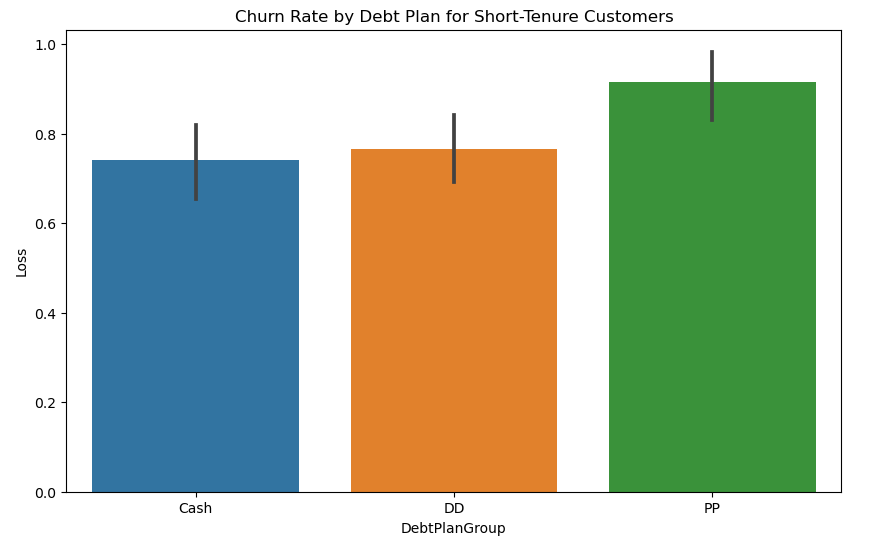 Churn Rate by Debt Plan for Short-Tenure Customers
1.0
0.8
0.6
0.4
0.2
0.0
Loss
Cash DD PP
DebtPlanGroup